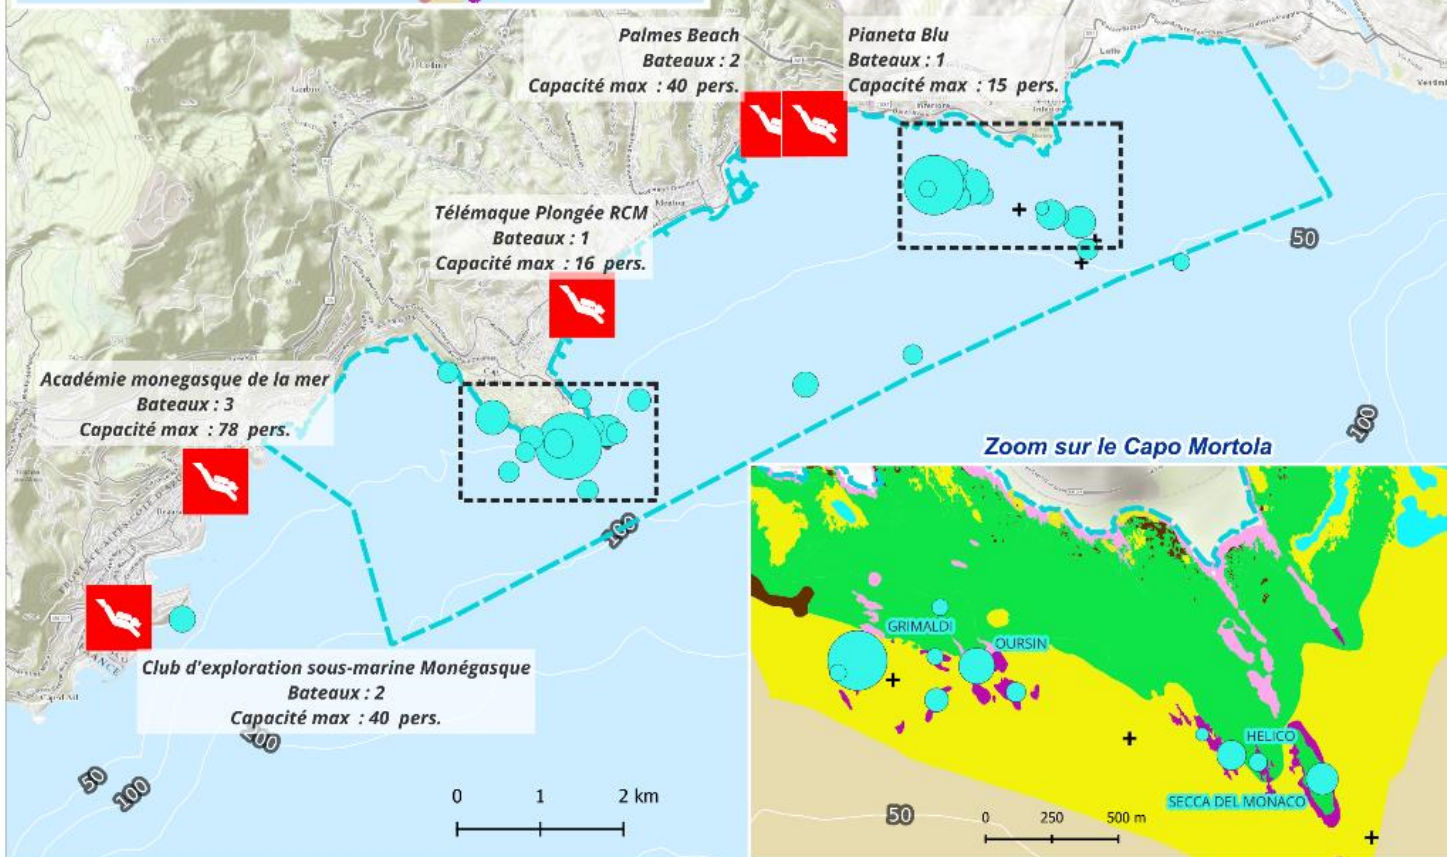 Palmes Beach
Bateaux : 2
Capacité max : 40 pers.
Pianeta Blu
Bateaux : 1
Capacité max : 15 pers.
Latte
50
Télémaque Plongée RCM
Bateaux : 1
Capacité max : 16 pers.
Menton
Académie monegasque de la mer
Bateaux : 3
Capacité max : 78 pers.
100
100
Club d'exploration sous-marine Monégasque
Bateaux : 2
Capacité max : 40 pers.
200
50
100
0 1 2 km
Zoom sur le Capo Mortola
GRIMALDI
OURSIN
HELICO
SECCA DEL MONACO
50
0 250 500 m